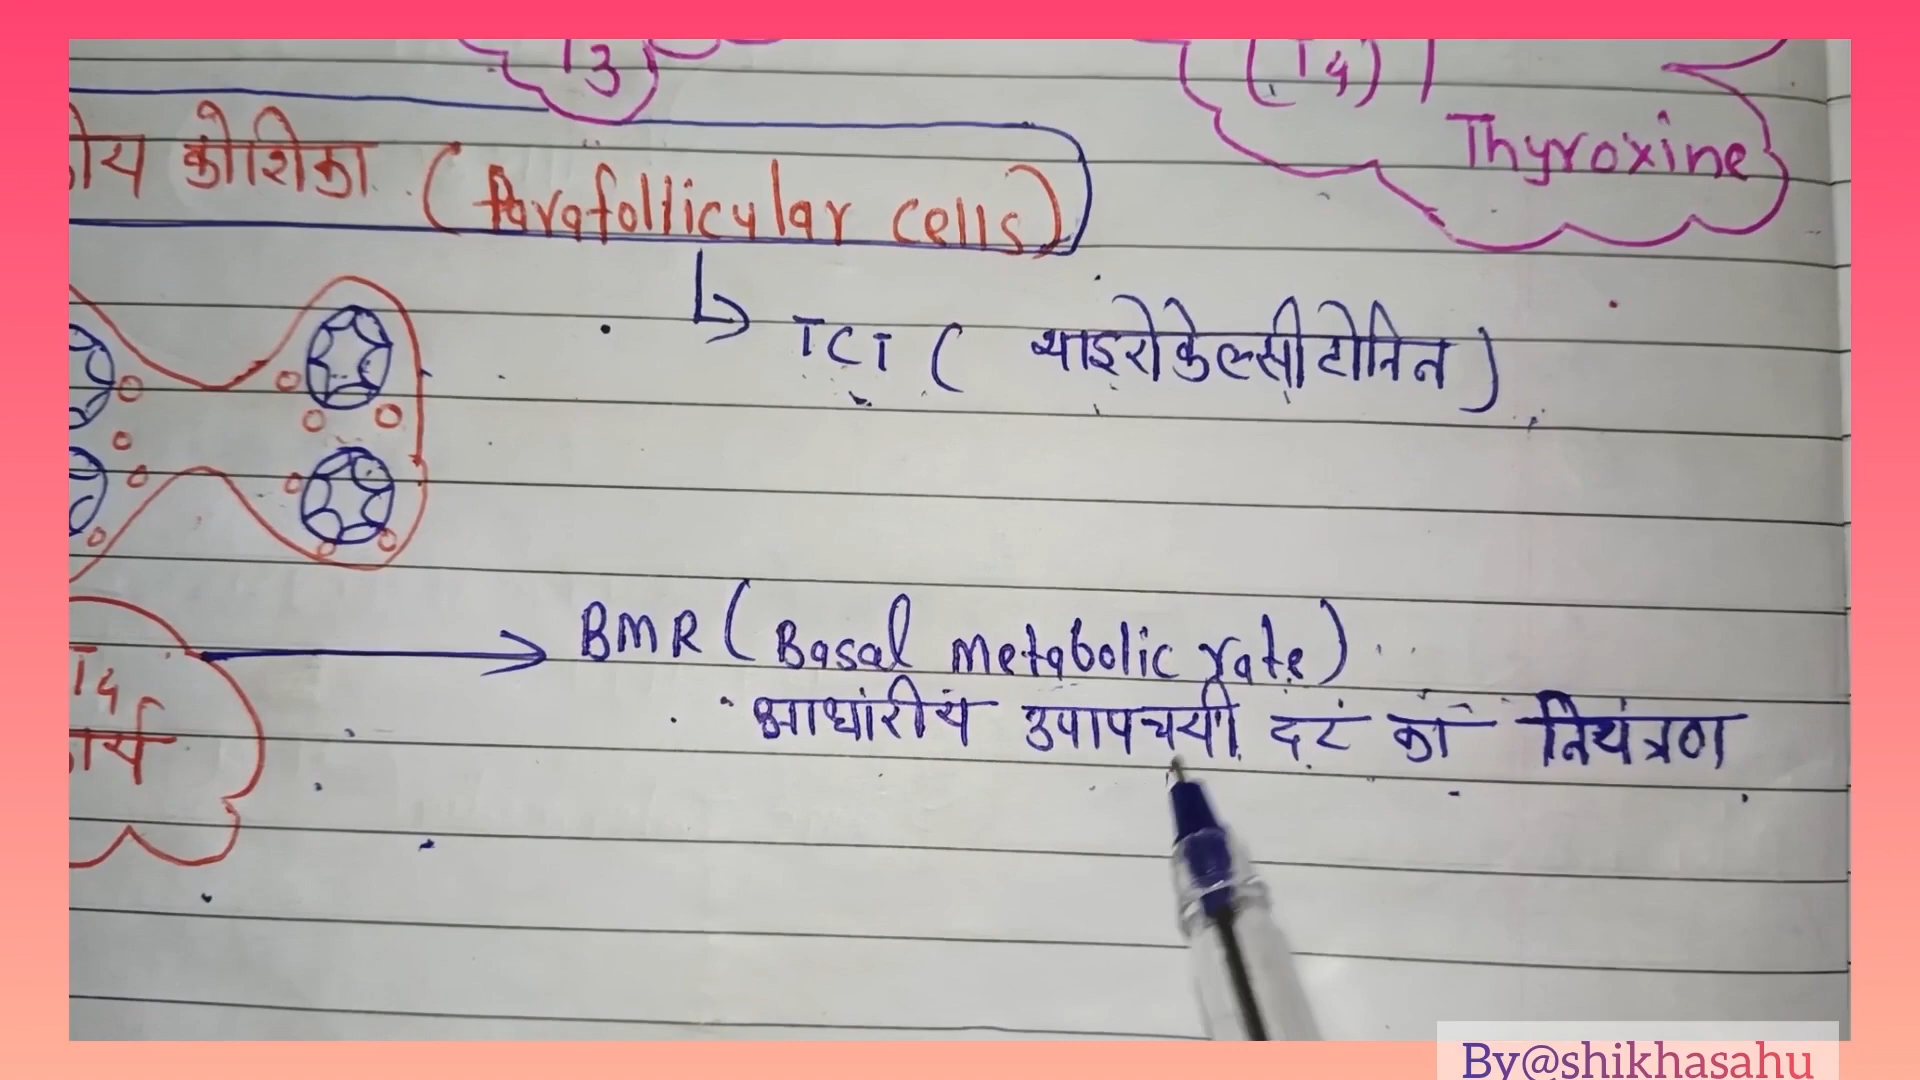 T3
(T4)
Thyroxine
कोशिका (Parafollicular cells)
TCT ( थाइरोकेल्सीटोनिन )
BMR ( Basal metabolic rate )
T4
आधारीय उपापचयी दर का नियंत्रण
By@shikhasahu